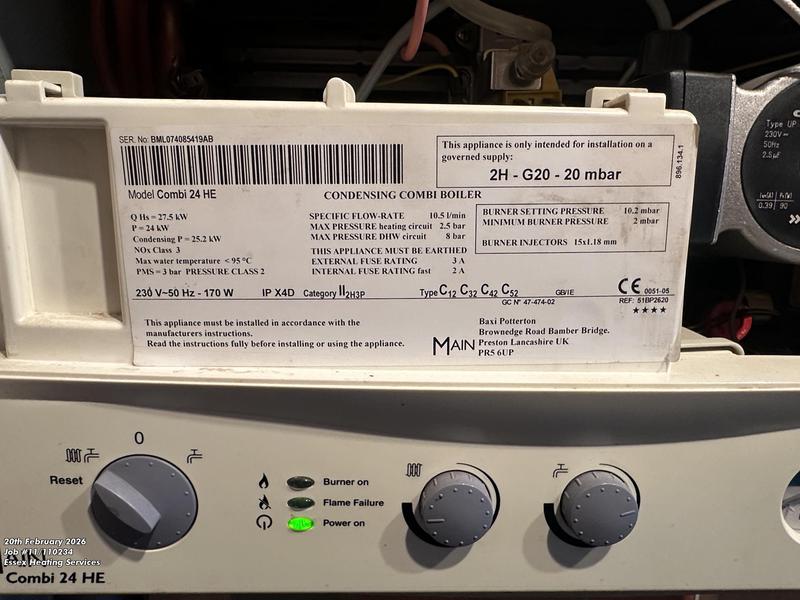 SER. No: BML074085419AB
This appliance is only intended for installation on a
governed supply:
2H - G20 - 20 mbar
896.134.1
Model Combi 24 HE
CONDENSING COMBI BOILER
Q Hs = 27.5 kW
P = 24 kW
Condensing P = 25.2 kW
NOx Class 3
Max water temperature < 95 °C
PMS = 3 bar PRESSURE CLASS 2
SPECIFIC FLOW-RATE 10.5 l/min
MAX PRESSURE heating circuit 2.5 bar
MAX PRESSURE DHW circuit 8 bar
THIS APPLIANCE MUST BE EARTHED
EXTERNAL FUSE RATING 3 A
INTERNAL FUSE RATING fast 2 A
BURNER SETTING PRESSURE 10.2 mbar
MINIMUM BURNER PRESSURE 2 mbar
BURNER INJECTORS 15x1.18 mm
230 V~50 Hz - 170 W IP X4D Category II2H3P Type C12 C32 C42 C52 GB/IE CE 0051-05
GC N° 47-474-02
REF: 51BP2620
★★★★
This appliance must be installed in accordance with the
manufacturers instructions.
Read the instructions fully before installing or using the appliance.
MAIN
Baxi Potterton
Brownedge Road Bamber Bridge.
Preston Lancashire UK
PR5 6UP
Type UP
230V~
50Hz
2.5µF
0.39 90
0
Reset
Burner on
Flame Failure
Power on
MAIN
Combi 24 HE
20th February 2026
Job #11/110234
Essex Heating Services